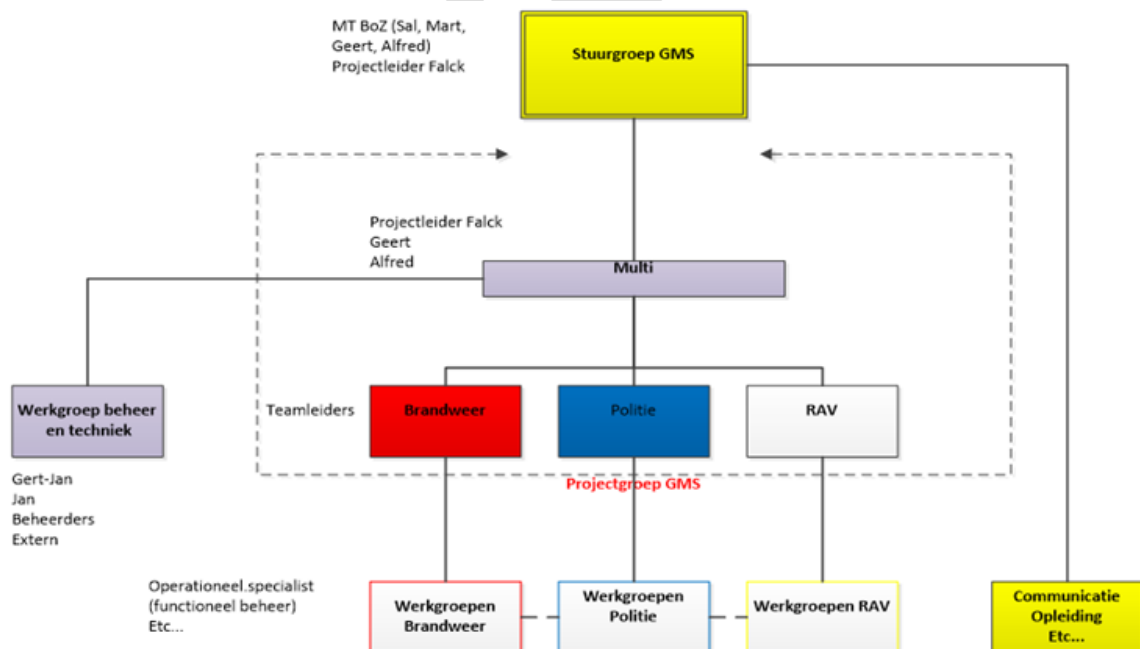 MT BoZ (Sal, Mart,
Geert, Alfred)
Projectleider Falck
Stuurgroep GMS
Projectleider Falck
Geert
Alfred
Multi
Werkgroep beheer
en techniek
Teamleiders
Brandweer
Politie
RAV
Gert-Jan
Jan
Beheerders
Extern
Projectgroep GMS
Operationeel.specialist
(functioneel beheer)
Etc...
Werkgroepen
Brandweer
Werkgroepen
Politie
Werkgroepen RAV
Communicatie
Opleiding
Etc...